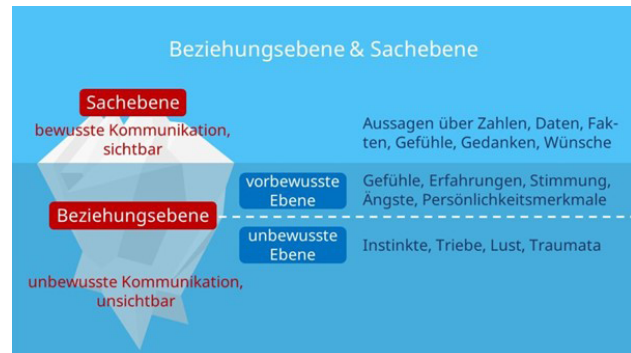 Beziehungsebene & Sachebene
Sachebene
bewusste Kommunikation,
sichtbar
Aussagen über Zahlen, Daten, Fak-
ten, Gefühle, Gedanken, Wünsche
vorbewusste
Ebene
Gefühle, Erfahrungen, Stimmung,
Ängste, Persönlichkeitsmerkmale
Beziehungsebene
unbewusste
Ebene
Instinkte, Triebe, Lust, Traumata
unbewusste Kommunikation,
unsichtbar